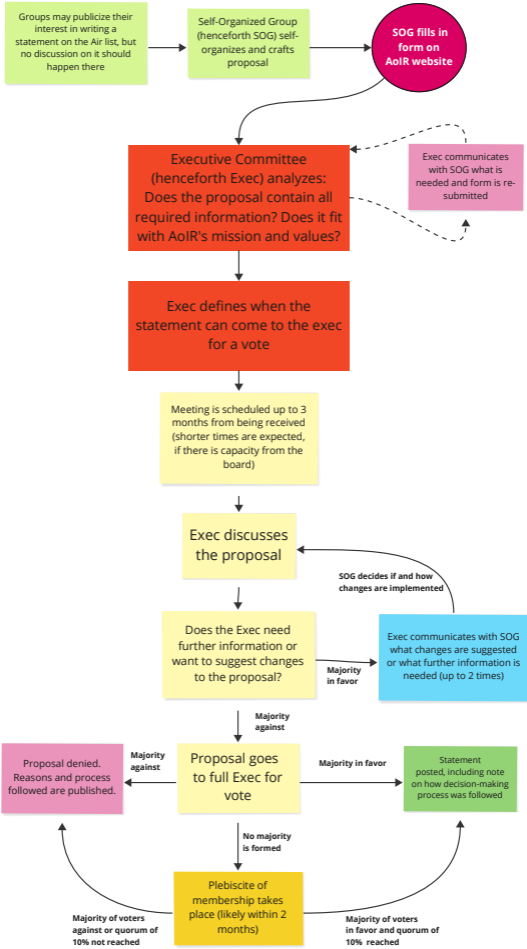 Groups may publicize their
interest in writing a
statement on the Air list, but
no discussion on it should
happen there
Self-Organized Group
(henceforth SOG) self-
organizes and crafts
proposal
SOG fills in
form on
AoIR website
Executive Committee
(henceforth Exec) analyzes:
Does the proposal contain all
required information? Does it fit
with AoIR's mission and values?
Exec communicates
with SOG what is
needed and form is re-
submitted
Exec defines when the
statement can come to the exec
for a vote
Meeting is scheduled up to 3
months from being received
(shorter times are expected,
if there is capacity from the
board)
Exec discusses
the proposal
SOG decides if and how
changes are implemented
Does the Exec need
further information or
want to suggest changes
to the proposal?
Majority
in favor
Exec communicates with SOG
what changes are suggested
or what further information is
needed (up to 2 times)
Majority
against
Proposal denied.
Reasons and process
followed are published.
Majority
against
Proposal goes
to full Exec for
vote
Majority in favor
Statement
posted, including note
on how decision-making
process was followed
No majority
is formed
Plebiscite of
membership takes
place (likely within 2
months)
Majority of voters
against or quorum of
10% not reached
Majority of voters
in favor and quorum of
10% reached